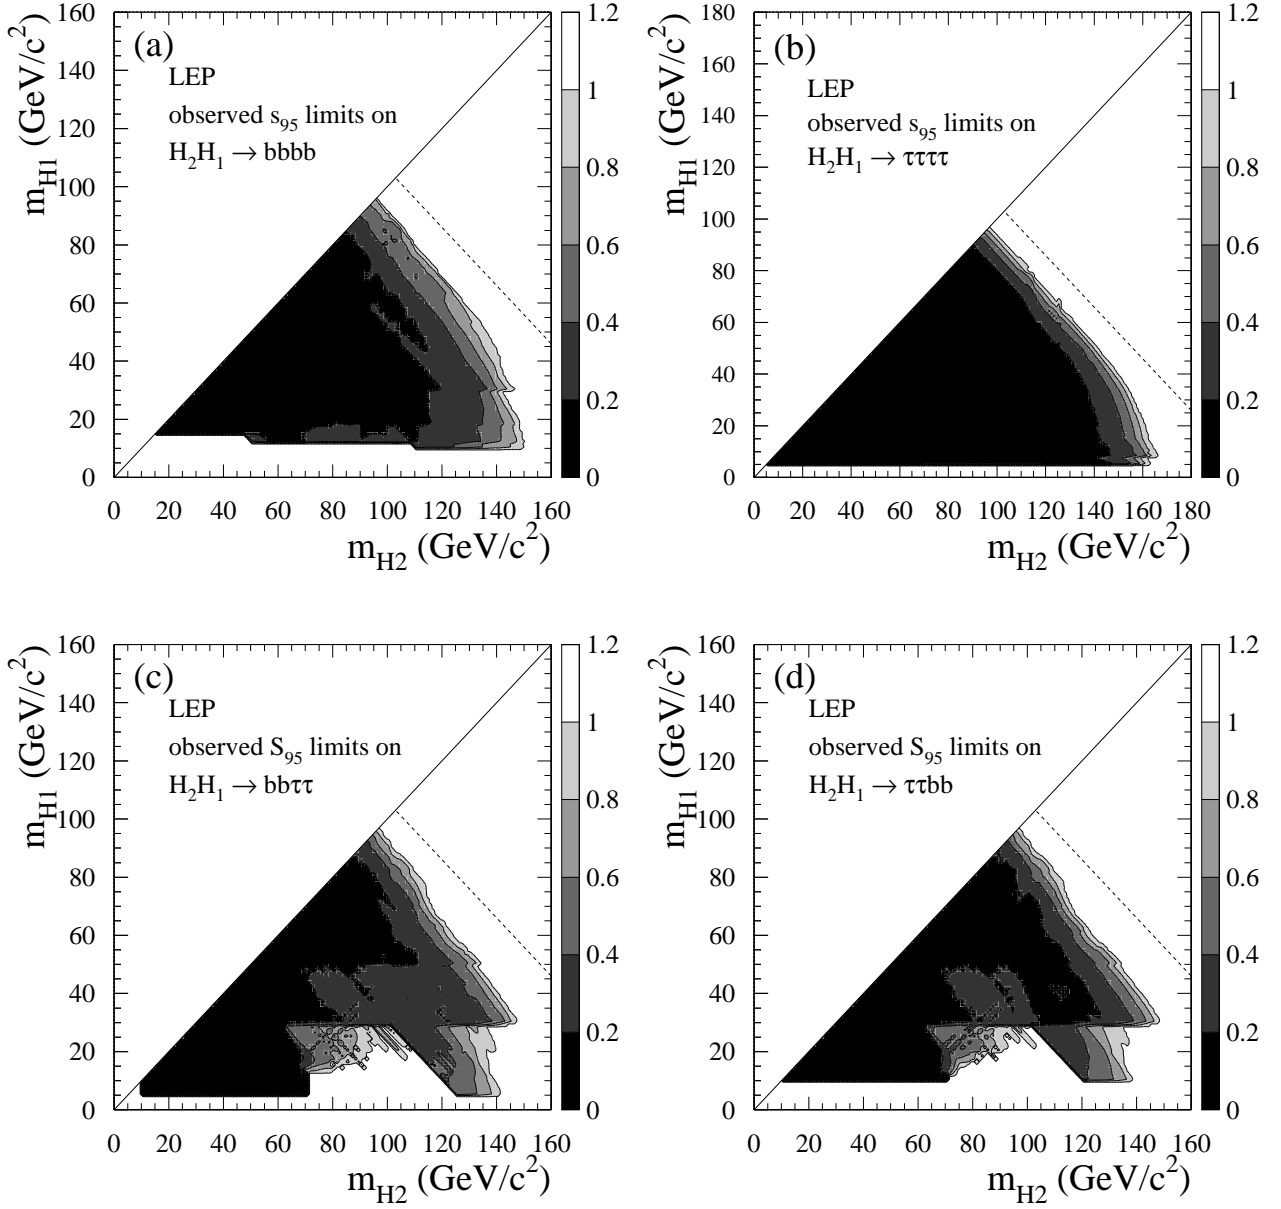 (a)
LEP
observed s95 limits on
H2H1 → bbbb
mH1 (GeV/c2)
160
140
120
100
80
60
40
20
0
0 20 40 60 80 100 120 140 160
mH2 (GeV/c2)
1.2
1
0.8
0.6
0.4
0.2
0
(b)
LEP
observed s95 limits on
H2H1 → ττττ
mH1 (GeV/c2)
180
160
140
120
100
80
60
40
20
0
0 20 40 60 80 100 120 140 160 180
mH2 (GeV/c2)
1.2
1
0.8
0.6
0.4
0.2
0
(c)
LEP
observed S95 limits on
H2H1 → bbττ
mH1 (GeV/c2)
160
140
120
100
80
60
40
20
0
0 20 40 60 80 100 120 140 160
mH2 (GeV/c2)
1.2
1
0.8
0.6
0.4
0.2
0
(d)
LEP
observed S95 limits on
H2H1 → ττbb
mH1 (GeV/c2)
160
140
120
100
80
60
40
20
0
0 20 40 60 80 100 120 140 160
mH2 (GeV/c2)
1.2
1
0.8
0.6
0.4
0.2
0